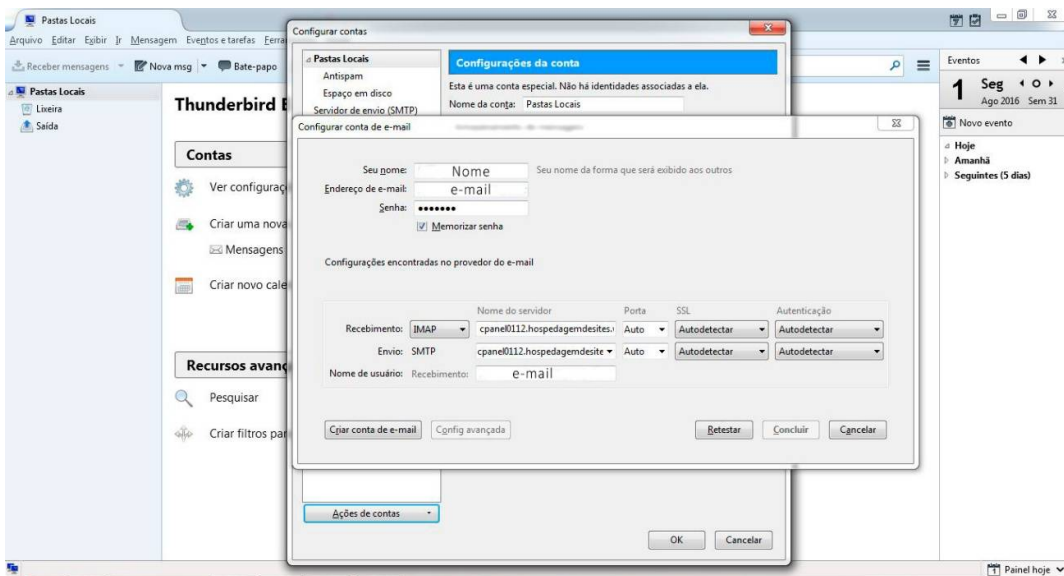 Pastas Locais
Arquivo Editar Exibir Ir Mensagem Eventos e tarefas
Receber mensagens Nova msg Bate-papo
Pastas Locais
Lixeira
Saída
Thunderbird
Contas
Ver
Criar uma nova
Mensagens
Criar novo
Recursos
Pesquisar
Criar filtros
Configurar contas
Pastas Locais
Antispam
Espaço em disco
Servidor de envio (SMTP)
Configurações da conta
Esta é uma conta especial. Não há identidades associadas a ela.
Nome da conta: Pastas Locais
Configurar conta de e-mail
Armazenamento de mensagens
Seu nome: Nome Seu nome da forma que será exibido aos outros
Endereço de e-mail: e-mail
Senha: •••••••
Memorizar senha
Configurações encontradas no provedor do e-mail
Nome do servidor Porta SSL Autenticação
Recebimento: IMAP cpanel0112.hospedagemdesites. Auto Autodetectar Autodetectar
Envio: SMTP cpanel0112.hospedagemdesite Auto Autodetectar Autodetectar
Nome de usuário: Recebimento: e-mail
Criar conta de e-mail Config avançada Retestar Concluir Cancelar
Ações de contas
OK Cancelar
Eventos
1 Seg
Ago 2016 Sem 31
Novo evento
Hoje
Amanhã
Seguintes (5 dias)
Painel hoje